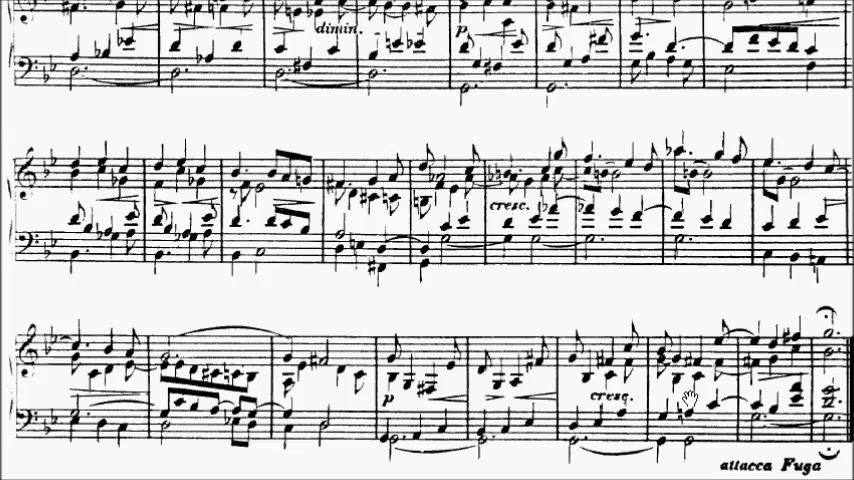 dimin.
p
cresc.
p
cresc.
attacca Fuga